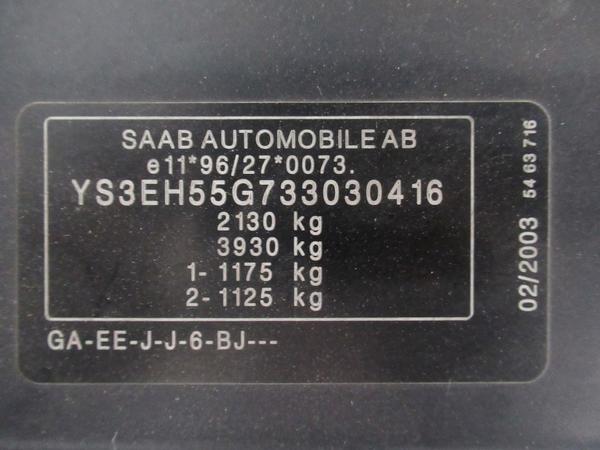 SAAB AUTOMOBILE AB
e11*96/27*0073.
YS3EH55G733030416
2130 kg
3930 kg
1- 1175 kg
2- 1125 kg
GA-EE-J-J-6-BJ---
02/2003
54 63 716